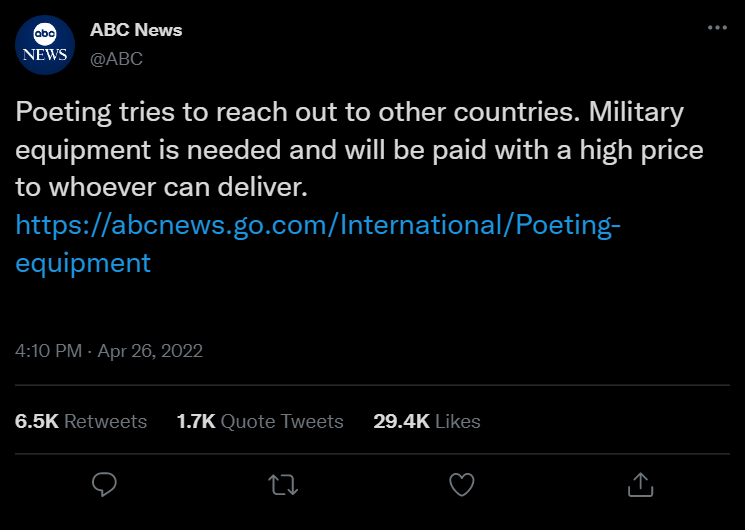 abc
NEWS
ABC News
@ABC
Poeting tries to reach out to other countries. Military
equipment is needed and will be paid with a high price
to whoever can deliver.
https://abcnews.go.com/International/Poeting-
equipment
4:10 PM · Apr 26, 2022
6.5K Retweets 1.7K Quote Tweets 29.4K Likes